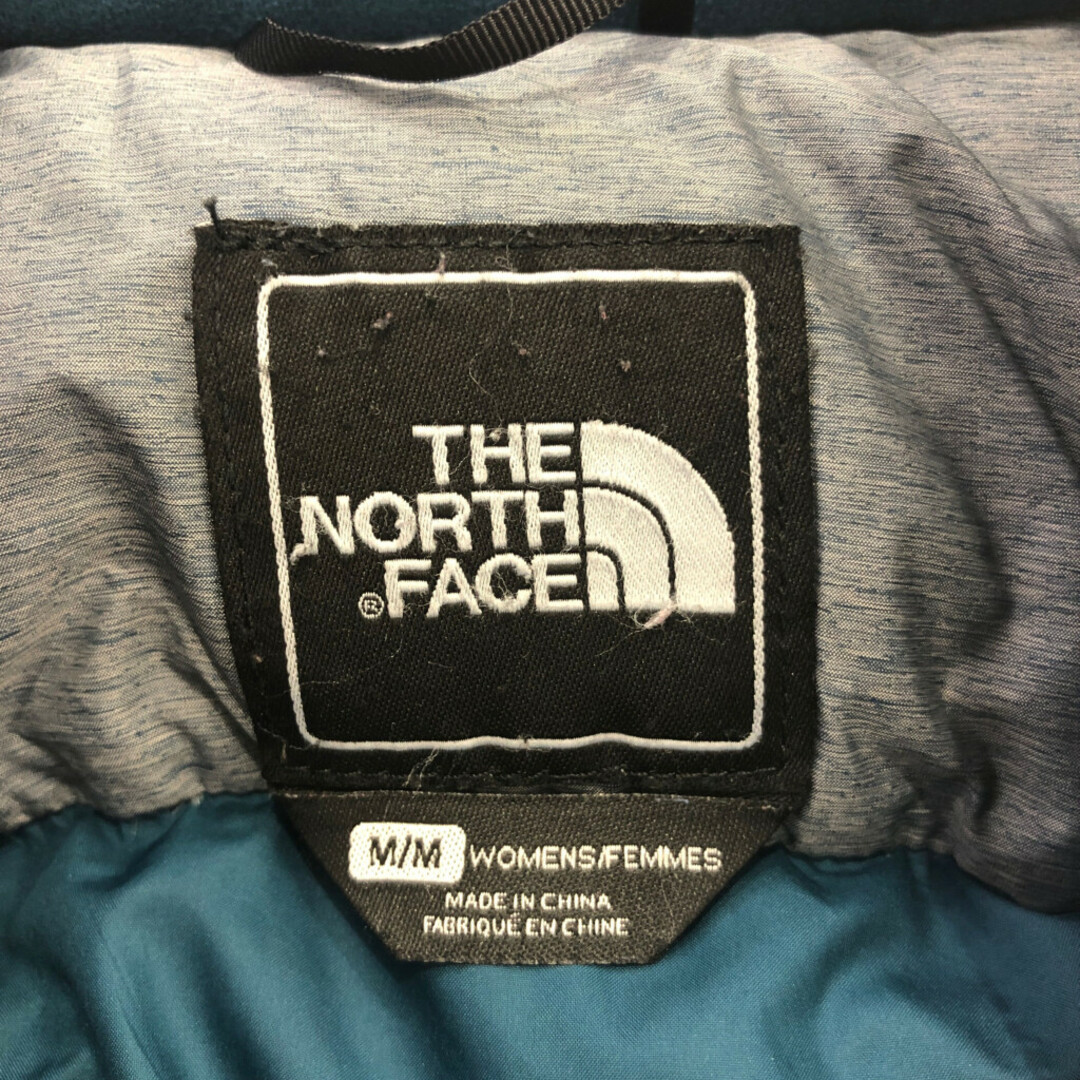 THE
NORTH
®FACE
M/M WOMENS/FEMMES
MADE IN CHINA
FABRIQUÉ EN CHINE